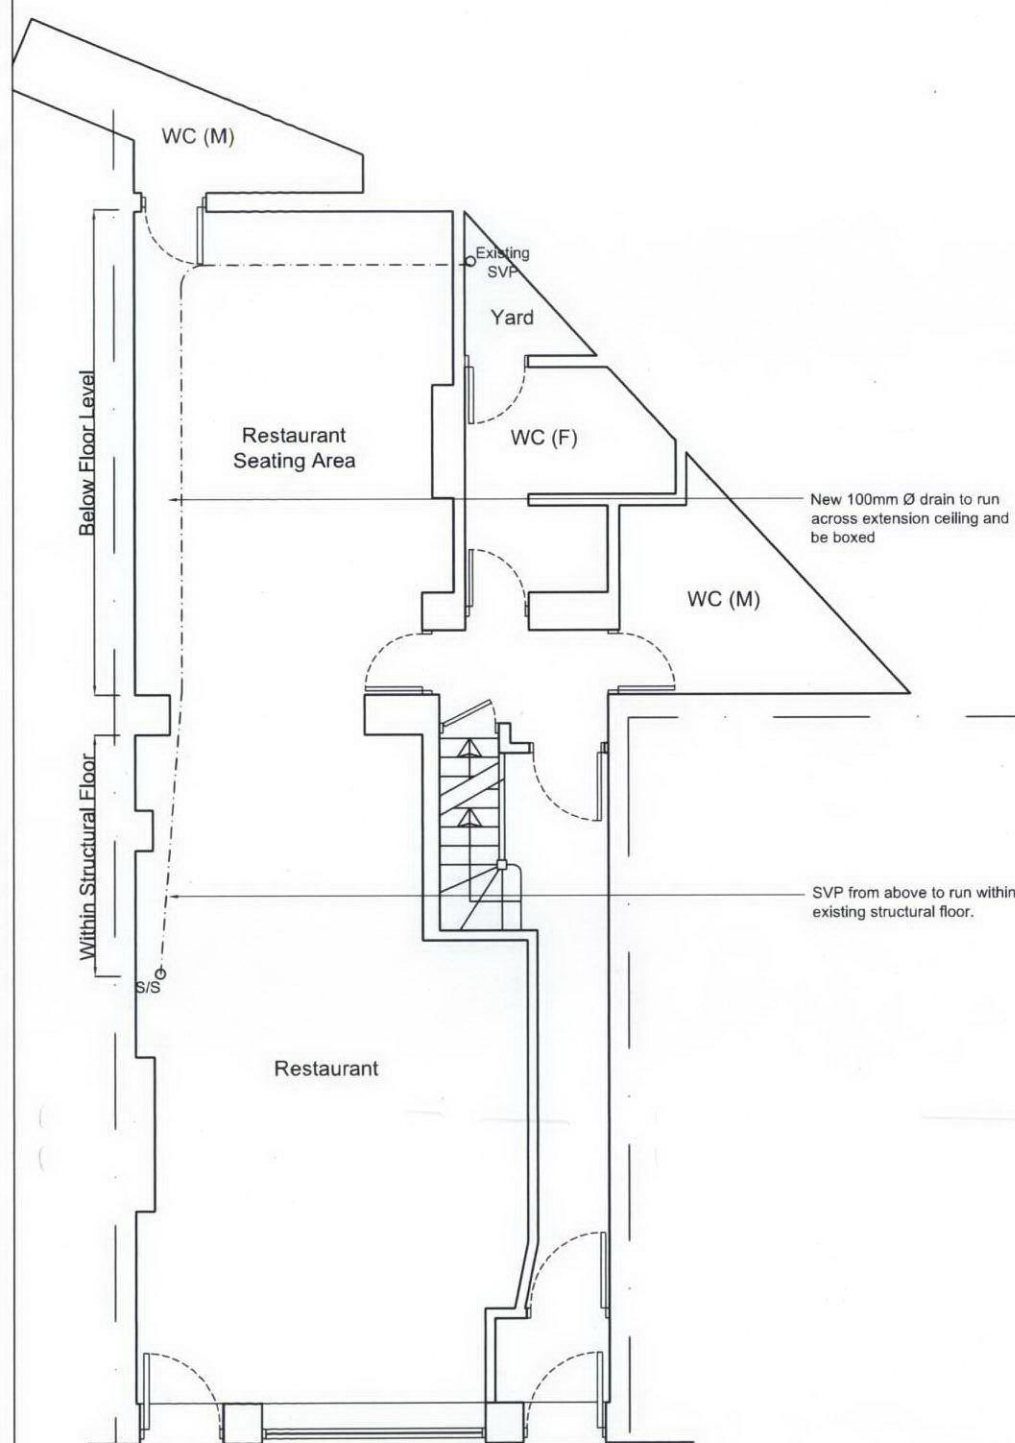 WC (M)
Existing
SVP
Yard
Below Floor Level
Restaurant
Seating Area
WC (F)
New 100mm Ø drain to run
across extension ceiling and
be boxed
WC (M)
Within Structural Floor
SVP from above to run within
existing structural floor.
S/S
Restaurant